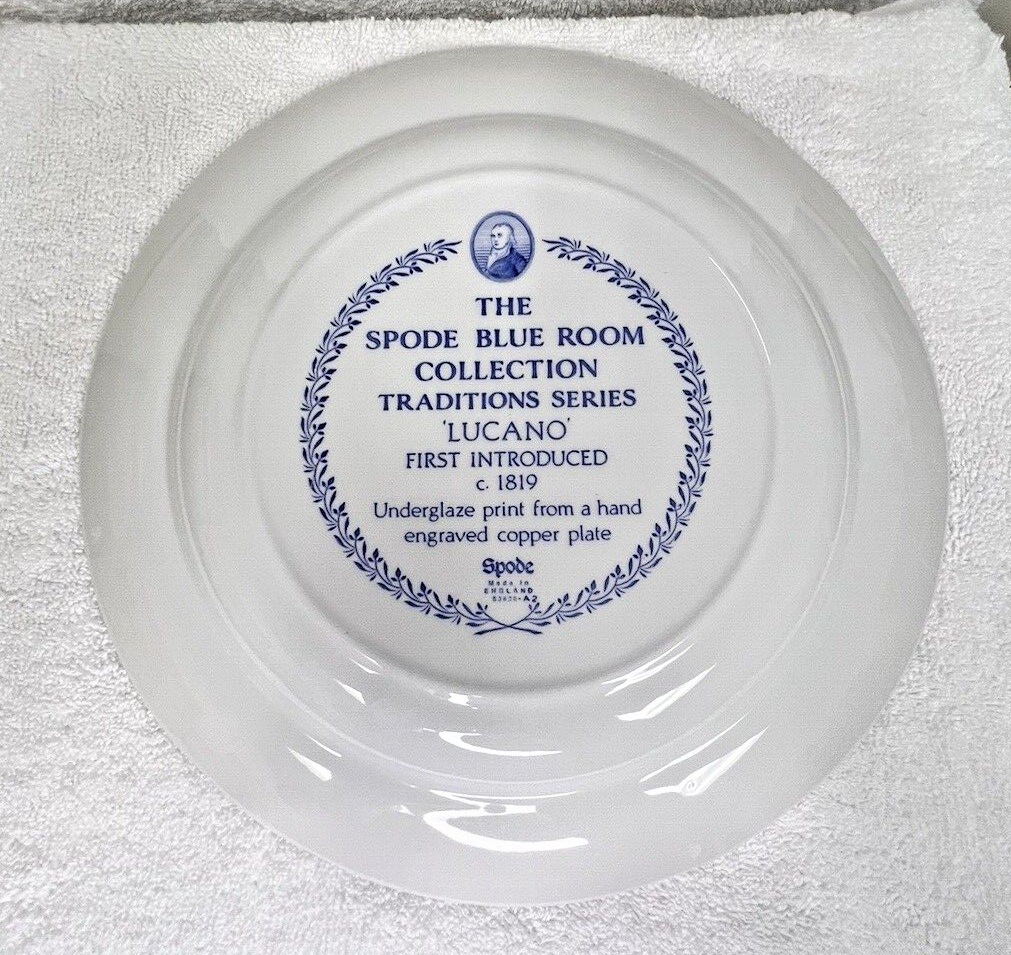 THE
SPODE BLUE ROOM
COLLECTION
TRADITIONS SERIES
'LUCANO'
FIRST INTRODUCED
c. 1819
Underglaze print from a hand
engraved copper plate
Spode
Made in
ENGLAND